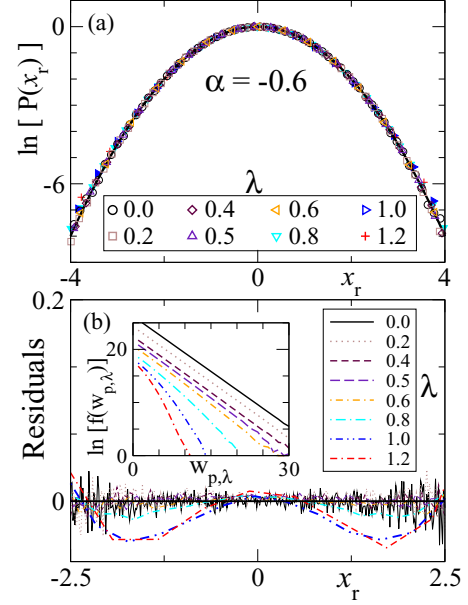 (a)
ln [ P(x_r) ]
0
-6
α = -0.6
λ
0.0 0.4 0.6 1.0
0.2 0.5 0.8 1.2
-4 0 x_r 4
(b)
Residuals
0.2
0
ln [f(w_p,λ)]
20
0
0 w_p,λ 30
0.0
0.2
0.4
0.5
0.6
0.8
1.0
1.2
λ
-2.5 0 x_r 2.5